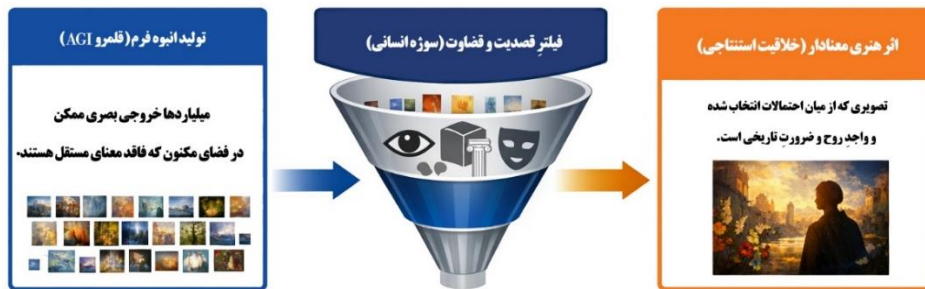 تولید انبوه فرم (قلمرو AGI)
میلیاردها خروجی بصری ممکن
در فضای مکنون که فاقد معنای مستقل هستند.
فیلترِ قصدیت و قضاوت (سوژه انسانی)
اثر هنری معنادار (خلاقیت استنتاجی)
تصویری که از میان احتمالات انتخاب شده
و واجدِ روح و ضرورتِ تاریخی است.